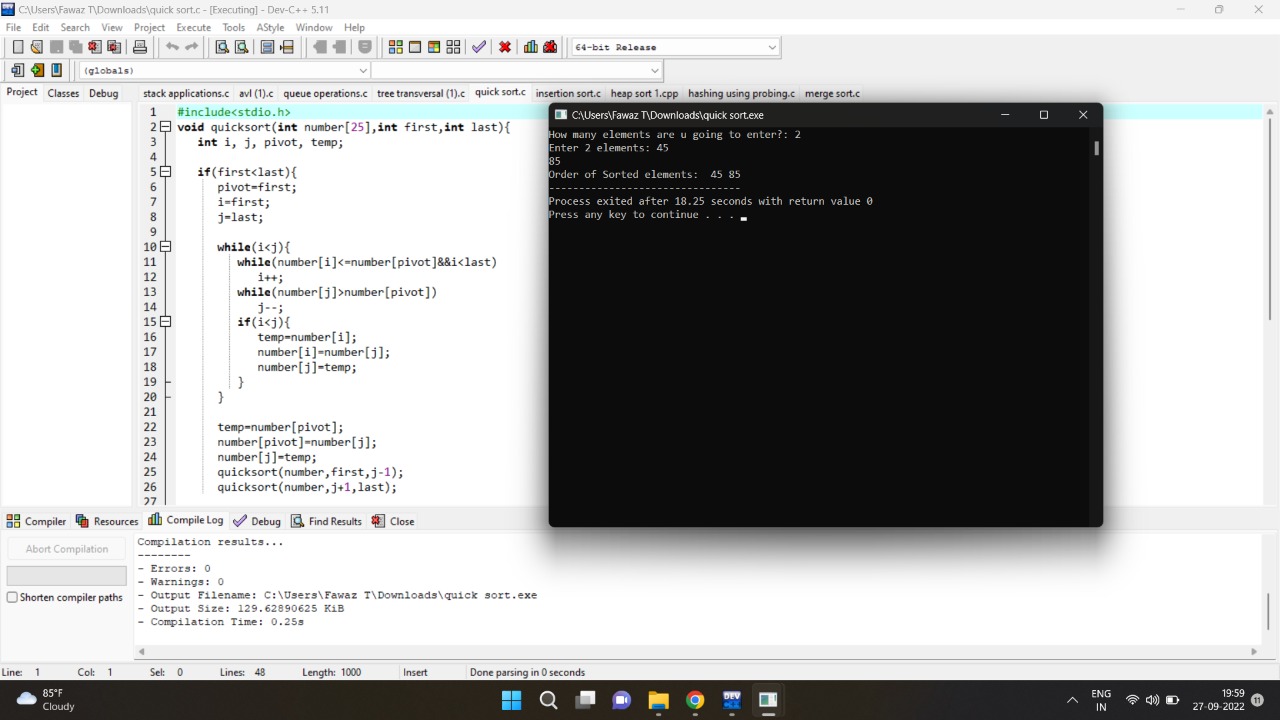 C:\Users\Fawaz T\Downloads\quick sort.c - [Executing] - Dev-C++ 5.11
File Edit Search View Project Execute Tools AStyle Window Help
64-bit Release
(globals)
Project Classes Debug
stack applications.c avl (1).c queue operations.c tree transversal (1).c quick sort.c insertion sort.c heap sort 1.cpp hashing using probing.c merge sort.c
1 #include<stdio.h>
2 void quicksort(int number[25],int first,int last){
3 int i, j, pivot, temp;
4
5 if(first<last){
6 pivot=first;
7 i=first;
8 j=last;
9
10 while(i<j){
11 while(number[i]<=number[pivot]&&i<last)
12 i++;
13 while(number[j]>number[pivot])
14 j--;
15 if(i<j){
16 temp=number[i];
17 number[i]=number[j];
18 number[j]=temp;
19 }
20 }
21
22 temp=number[pivot];
23 number[pivot]=number[j];
24 number[j]=temp;
25 quicksort(number,first,j-1);
26 quicksort(number,j+1,last);
27
C:\Users\Fawaz T\Downloads\quick sort.exe
How many elements are u going to enter?: 2
Enter 2 elements: 45
85
Order of Sorted elements:  45 85
--------------------------------
Process exited after 18.25 seconds with return value 0
Press any key to continue . . .
Compiler Resources Compile Log Debug Find Results Close
Abort Compilation
Shorten compiler paths
Compilation results...
--------
- Errors: 0
- Warnings: 0
- Output Filename: C:\Users\Fawaz T\Downloads\quick sort.exe
- Output Size: 129.62890625 KiB
- Compilation Time: 0.25s
Line: 1 Col: 1 Sel: 0 Lines: 48 Length: 1000 Insert Done parsing in 0 seconds
85°F
Cloudy
DEV
ENG
IN
19:59
27-09-2022
11